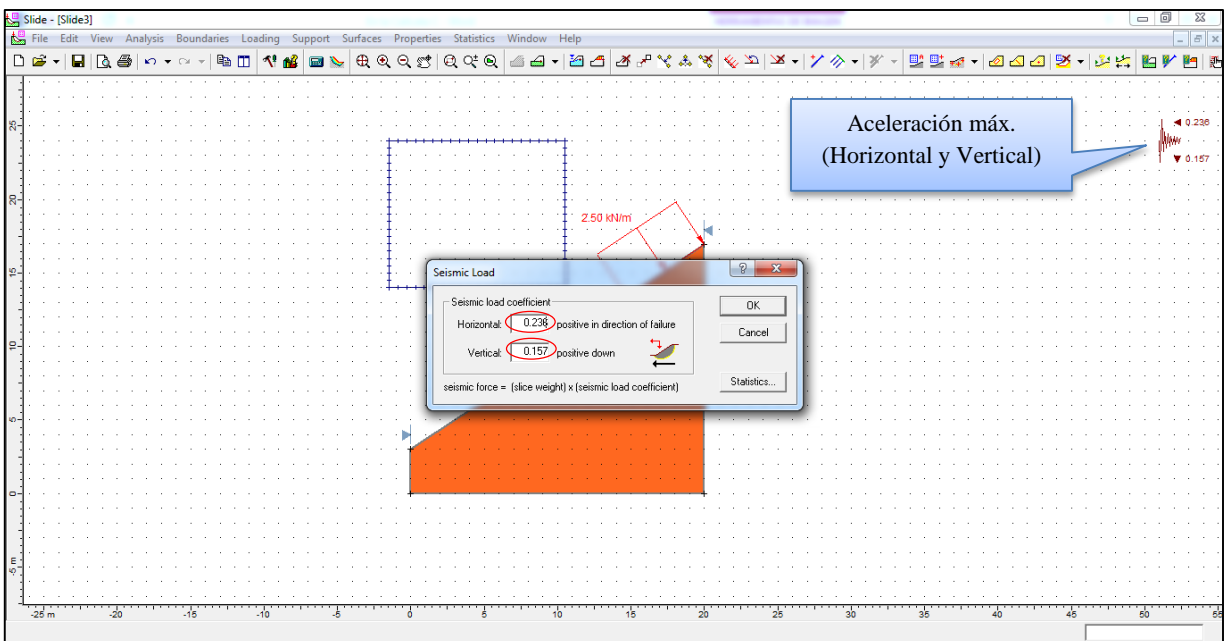 Slide - [Slide3]
File Edit View Analysis Boundaries Loading Support Surfaces Properties Statistics Window Help
Aceleración máx.
(Horizontal y Vertical)
0.236
0.157
2.50 kN/m
Seismic Load
Seismic load coefficient
Horizontal: 0.236 positive in direction of failure
Vertical: 0.157 positive down
seismic force = (slice weight) x (seismic load coefficient)
OK
Cancel
Statistics...
25
20
15
10
5
0
-5 m
-25 m -20 -15 -10 -5 0 5 10 15 20 25 30 35 40 45 50 55